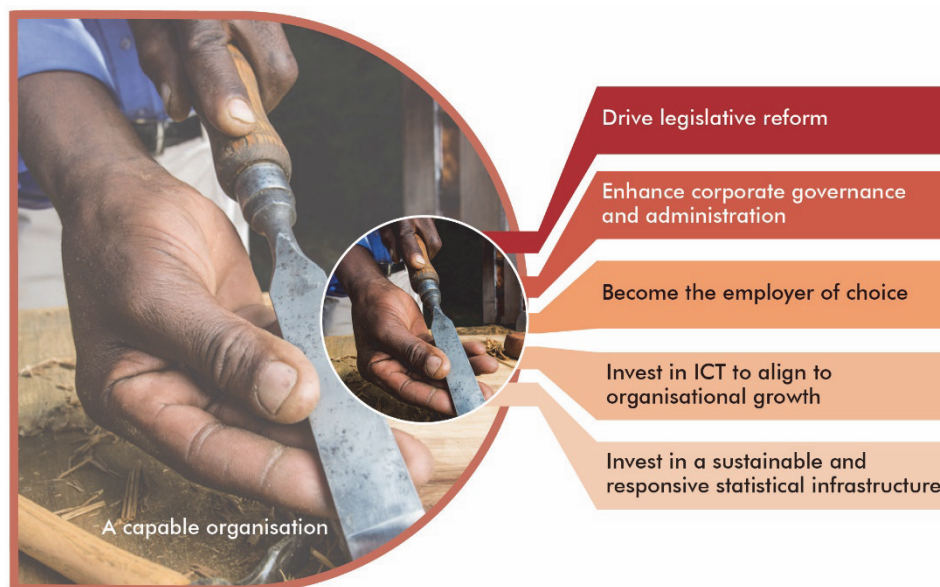 Drive legislative reform
Enhance corporate governance
and administration
Become the employer of choice
Invest in ICT to align to
organisational growth
Invest in a sustainable and
responsive statistical infrastructure
A capable organisation